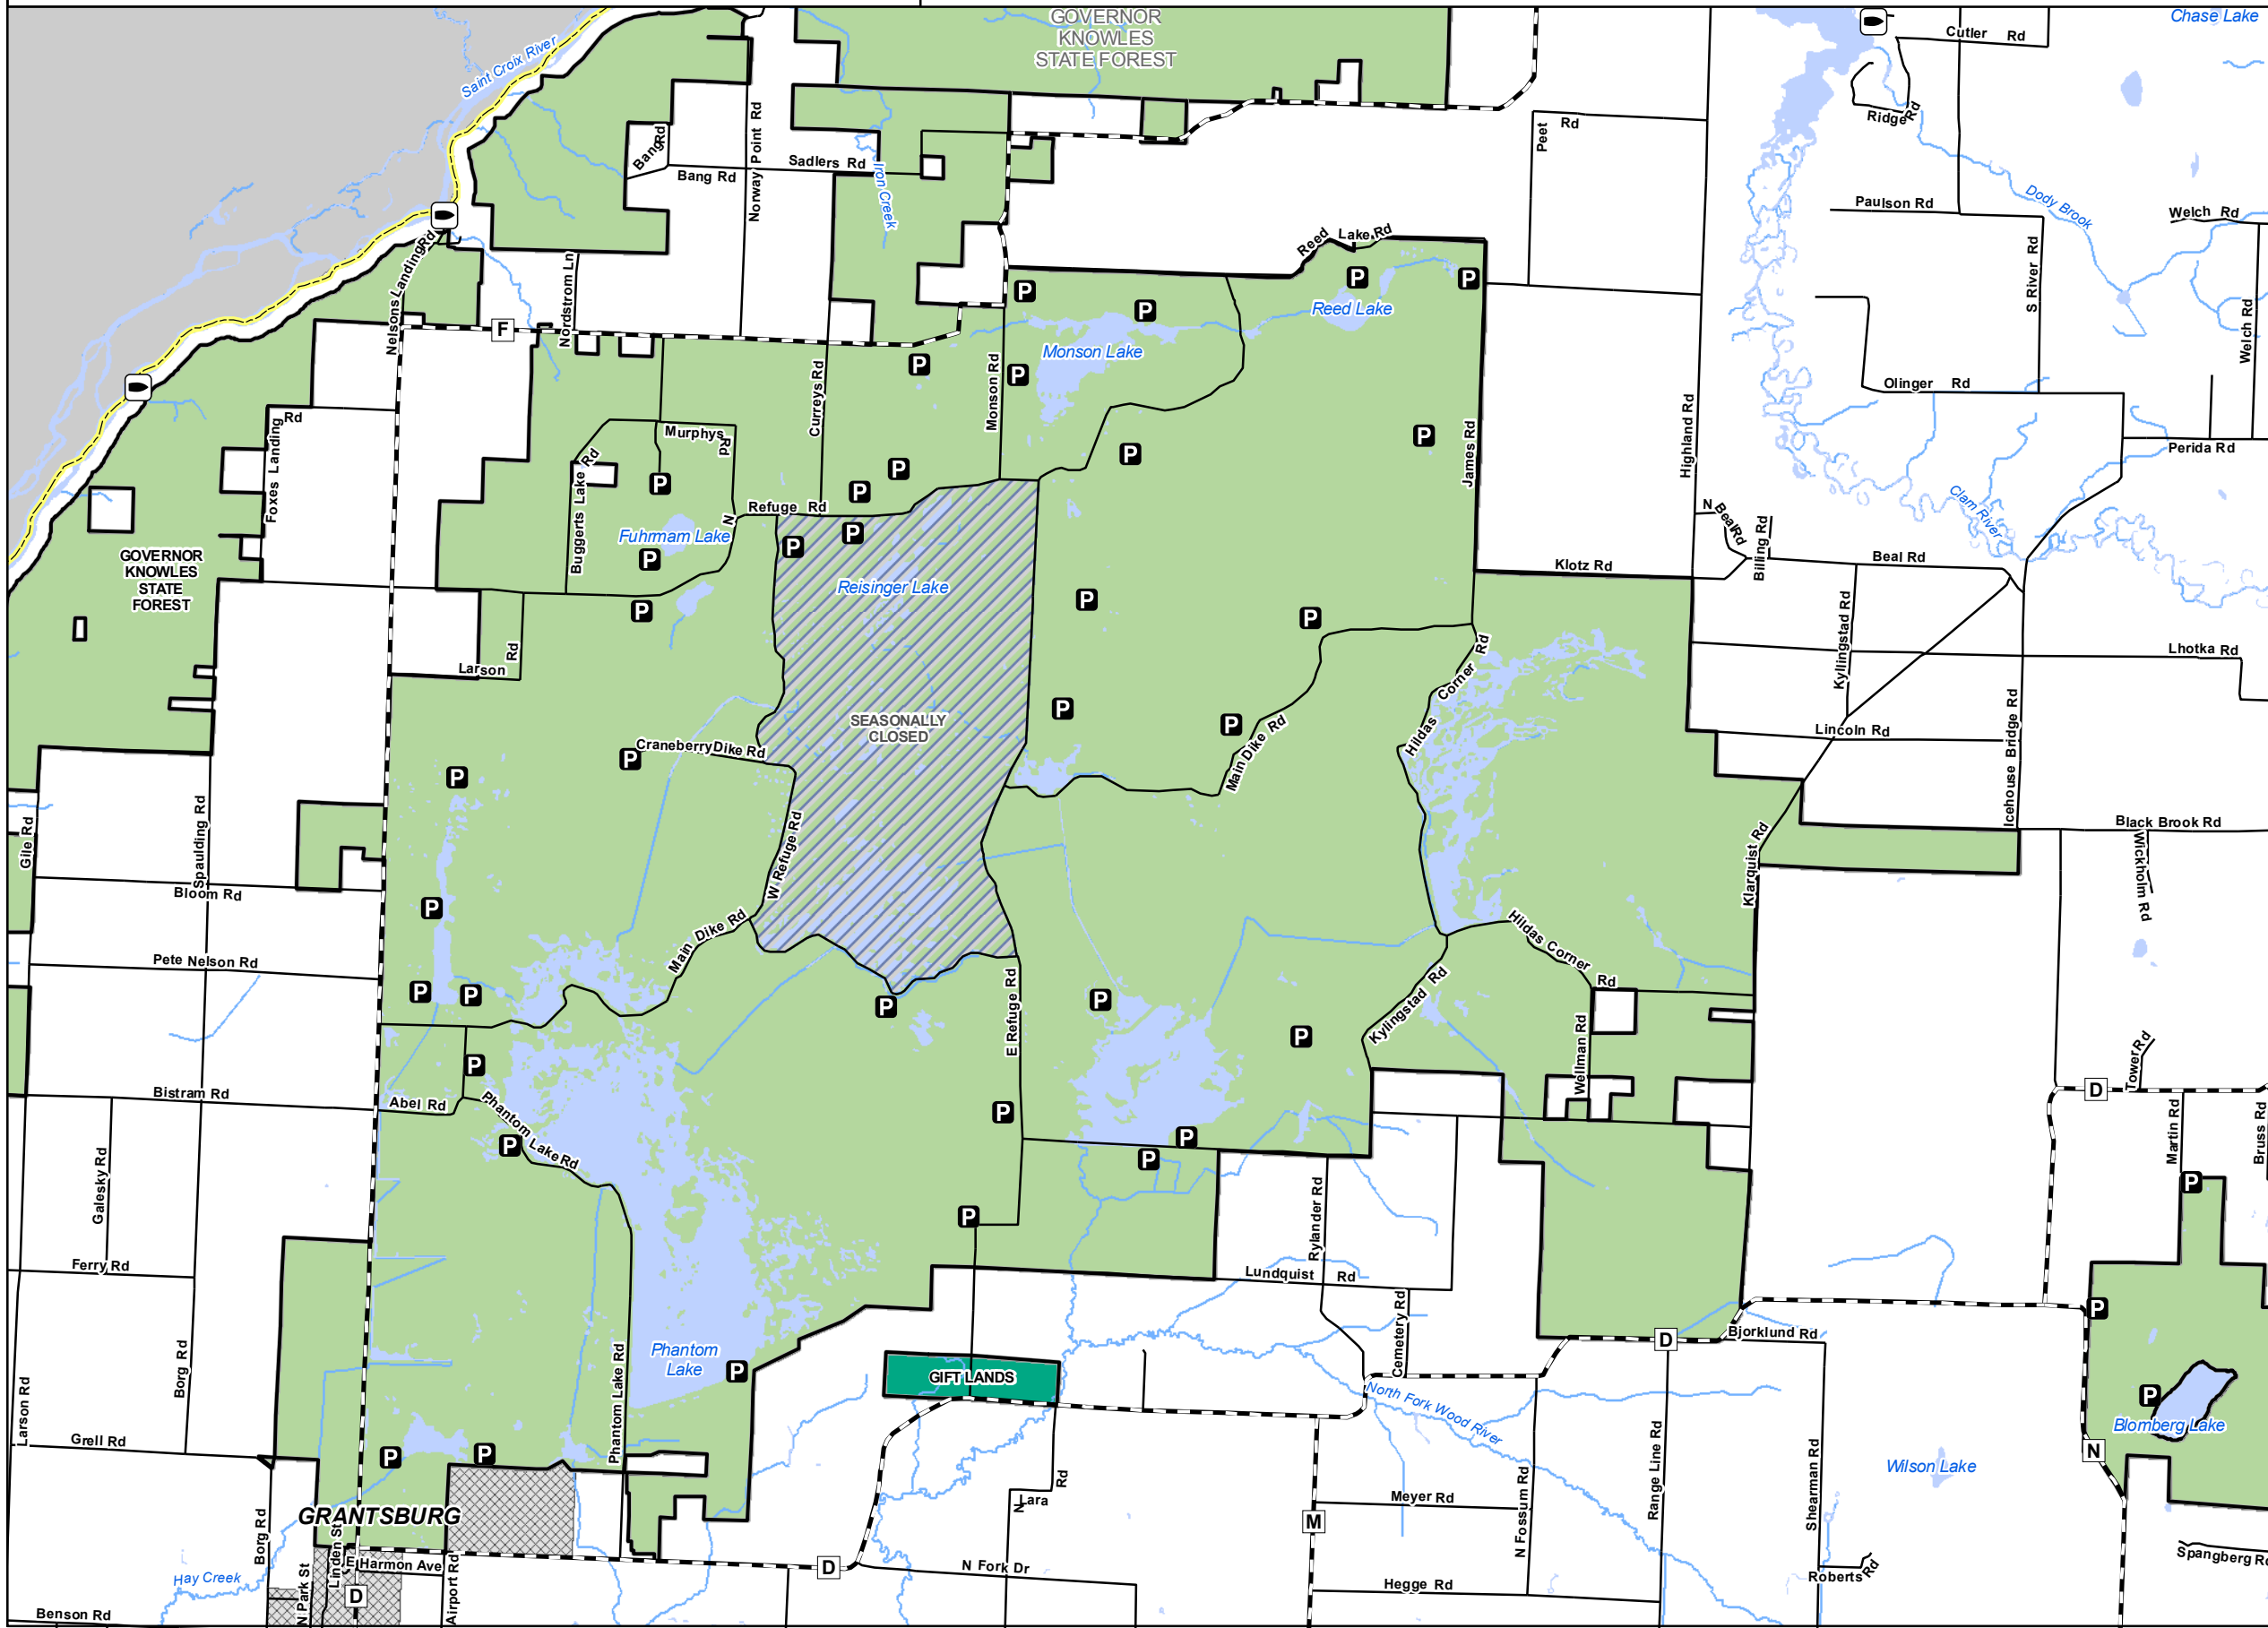 GOVERNOR
KNOWLES
STATE FOREST
Chase Lake
Saint Croix River
Cutler Rd
Ridge Rd
Norway Point Rd
Bang Rd
Bang Rd
Sadlers Rd
Iron Creek
Peet Rd
Paulson Rd
Dody Brook
Welch Rd
Welch Rd
S River Rd
Reed Lake Rd
Nelsons Landing Rd
Nordstrom Ln
F
P
P
P
P
Reed Lake
Monson Lake
Monson Rd
Curreys Rd
P
P
Olinger Rd
Highland Rd
James Rd
P
Foxes Landing Rd
Murphys Rd
Buggerts Lake Rd
P
P
P
P
Perida Rd
Clam River
N Refuge Rd
N Beal Rd
Billing Rd
Beal Rd
Fuhrmam Lake
P
P
P
Klotz Rd
GOVERNOR
KNOWLES
STATE
FOREST
Reisinger Lake
P
P
P
Kyllingstad Rd
Lhotka Rd
Larson Rd
Hildas Corner Rd
P
P
SEASONALLY
CLOSED
Main Dike Rd
Lincoln Rd
Icehouse Bridge Rd
Craneberry Dike Rd
P
P
Gile Rd
Spaulding Rd
W Refuge Rd
Klarquist Rd
Black Brook Rd
Wickholm Rd
Bloom Rd
P
Main Dike Rd
Hildas Corner Rd
Pete Nelson Rd
P
P
P
P
E Refuge Rd
Kylingstad Rd
P
Wellman Rd
Tower Rd
D
P
Bistram Rd
Abel Rd
Phantom Lake Rd
P
P
P
P
Martin Rd
Bruss Rd
Galesky Rd
P
P
Rylander Rd
Ferry Rd
Lundquist Rd
P
Cemetery Rd
D
Bjorklund Rd
Borg Rd
Larson Rd
Phantom Lake Rd
Phantom
Lake
P
GIFT LANDS
North Fork Wood River
P
Blomberg Lake
Grell Rd
P
P
N
Range Line Rd
Shearman Rd
Wilson Lake
N Lara Rd
N Fossum Rd
Meyer Rd
GRANTSBURG
M
Borg Rd
Linden St
E Harmon Ave
D
N Fork Dr
Spangberg Rd
Hay Creek
N Park St
D
Airport Rd
Hegge Rd
Roberts Rd
Benson Rd